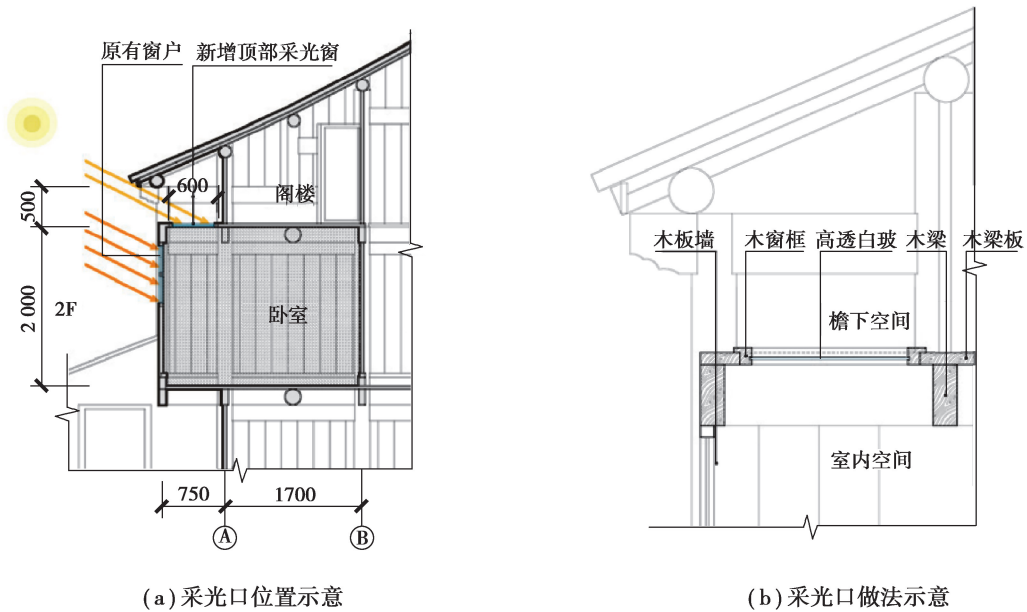 原有窗户
新增顶部采光窗
600
阁楼
500
2 000
2F
卧室
750
1700
A
B
(a)采光口位置示意
木板墙
木窗框
高透白玻
木梁
木梁板
檐下空间
室内空间
(b)采光口做法示意